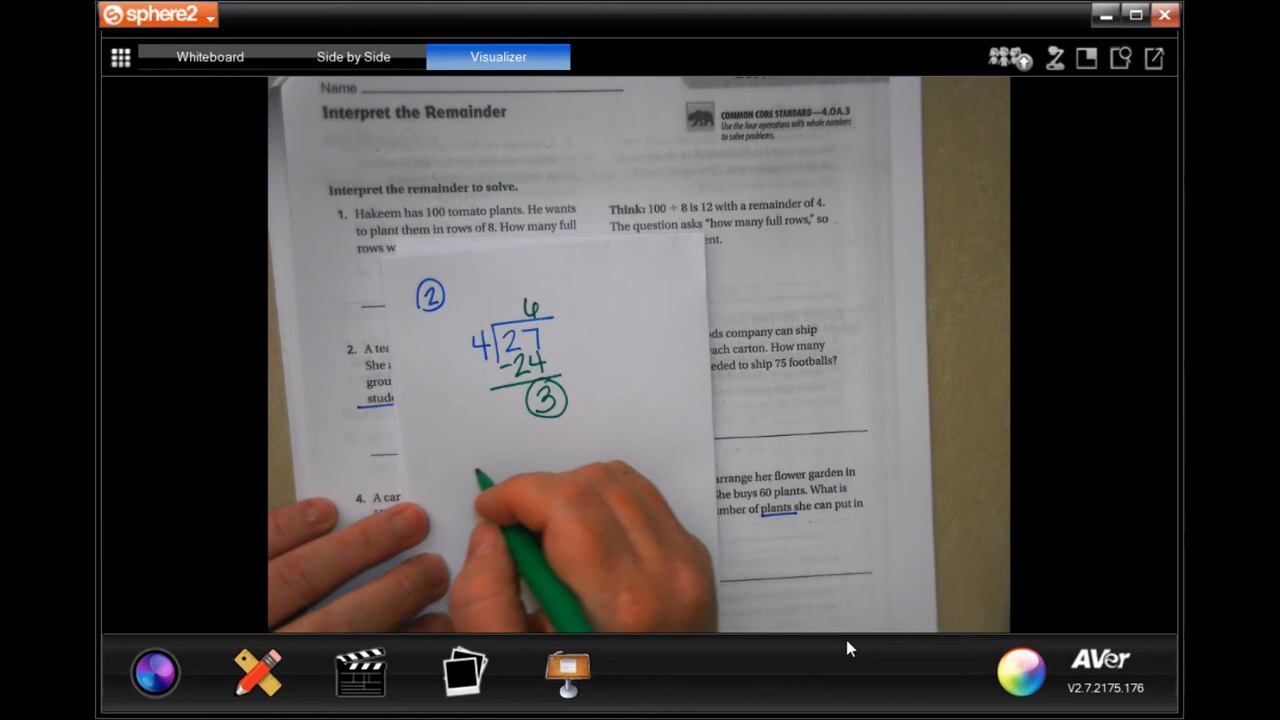 sphere2
Whiteboard Side by Side Visualizer
Name
Interpret the Remainder
COMMON CORE STANDARD—4.OA.3
Use the four operations with whole numbers
to solve problems.
Interpret the remainder to solve.
1. Hakeem has 100 tomato plants. He wants
to plant them in rows of 8. How many full
rows w
Think: 100 ÷ 8 is 12 with a remainder of 4.
The question asks "how many full rows," so
ent.
2
6
4 27
-24
3
2. A tea
She
grou
stude
ds company can ship
ach carton. How many
eded to ship 75 footballs?
4. A car
arrange her flower garden in
he buys 60 plants. What is
mber of plants she can put in
AVer
V2.7.2175.176